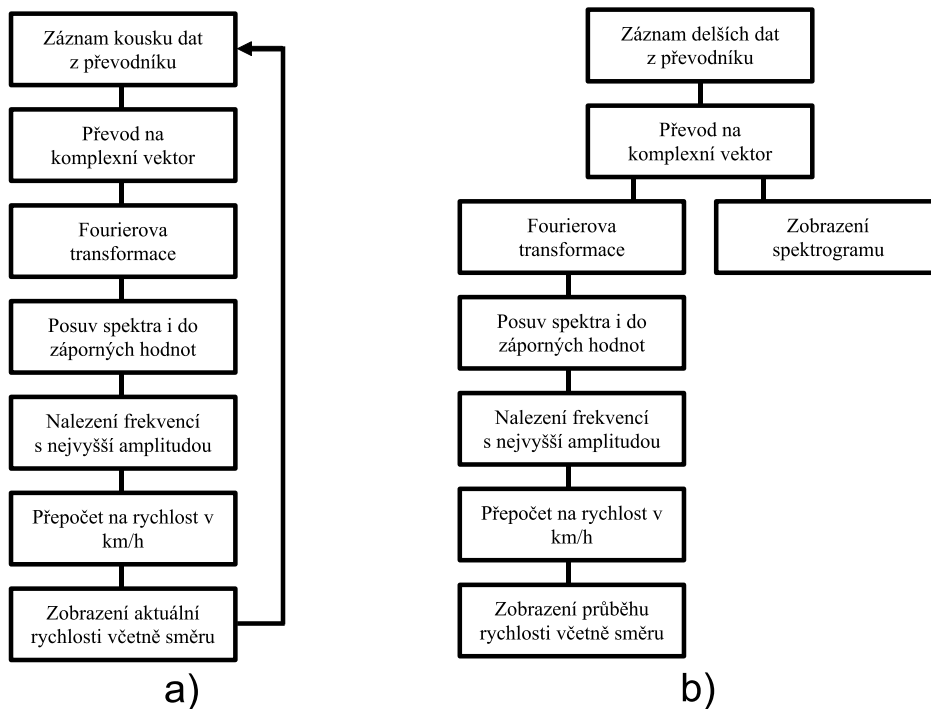 Záznam kousku dat
z převodníku
Převod na
komplexní vektor
Fourierova
transformace
Posuv spektra i do
záporných hodnot
Nalezení frekvencí
s nejvyšší amplitudou
Přepočet na rychlost v
km/h
Zobrazení aktuální
rychlosti včetně směru
a)
Záznam delších dat
z převodníku
Převod na
komplexní vektor
Fourierova
transformace
Zobrazení
spektrogramu
Posuv spektra i do
záporných hodnot
Nalezení frekvencí
s nejvyšší amplitudou
Přepočet na rychlost v
km/h
Zobrazení průběhu
rychlosti včetně směru
b)